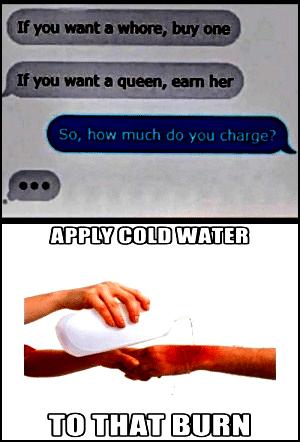 If you want a whore, buy one
If you want a queen, earn her
So, how much do you charge?
APPLY COLD WATER
TO THAT BURN